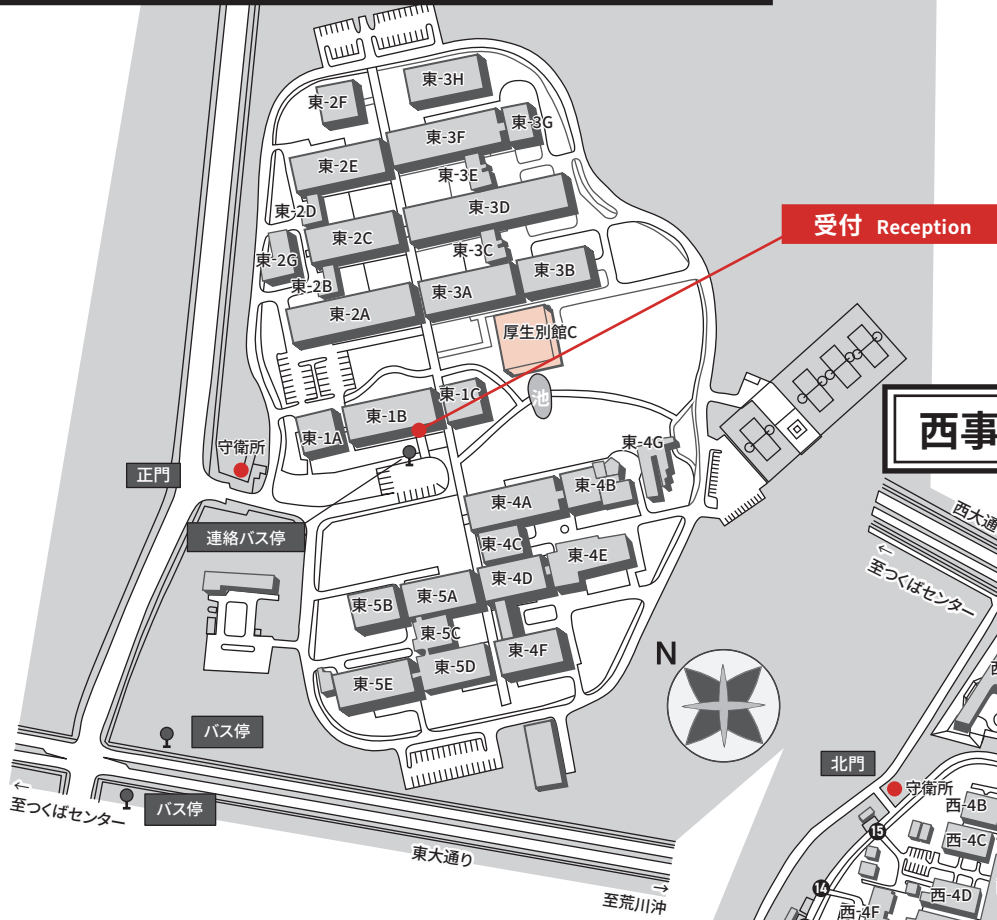 東-3H
東-2F
東-3G
東-3F
東-2E
東-3E
東-2D
東-3D
受付 Reception
東-2C
東-3C
東-2G
東-3B
東-2B
東-3A
東-2A
厚生別館C
東-1C
池
東-1B
西事
東-1A
守衛所
東-4G
正門
東-4B
東-4A
西大通
連絡バス停
東-4C
東-4E
←
至つくばセンター
東-4D
東-5A
東-5B
東-5C
東-4F
N
東-5D
東-5E
バス停
北門
守衛所
西-4B
バス停
←
至つくばセンター
15
西-4C
東大通り
→
至荒川沖
14
西-4D
西-4F